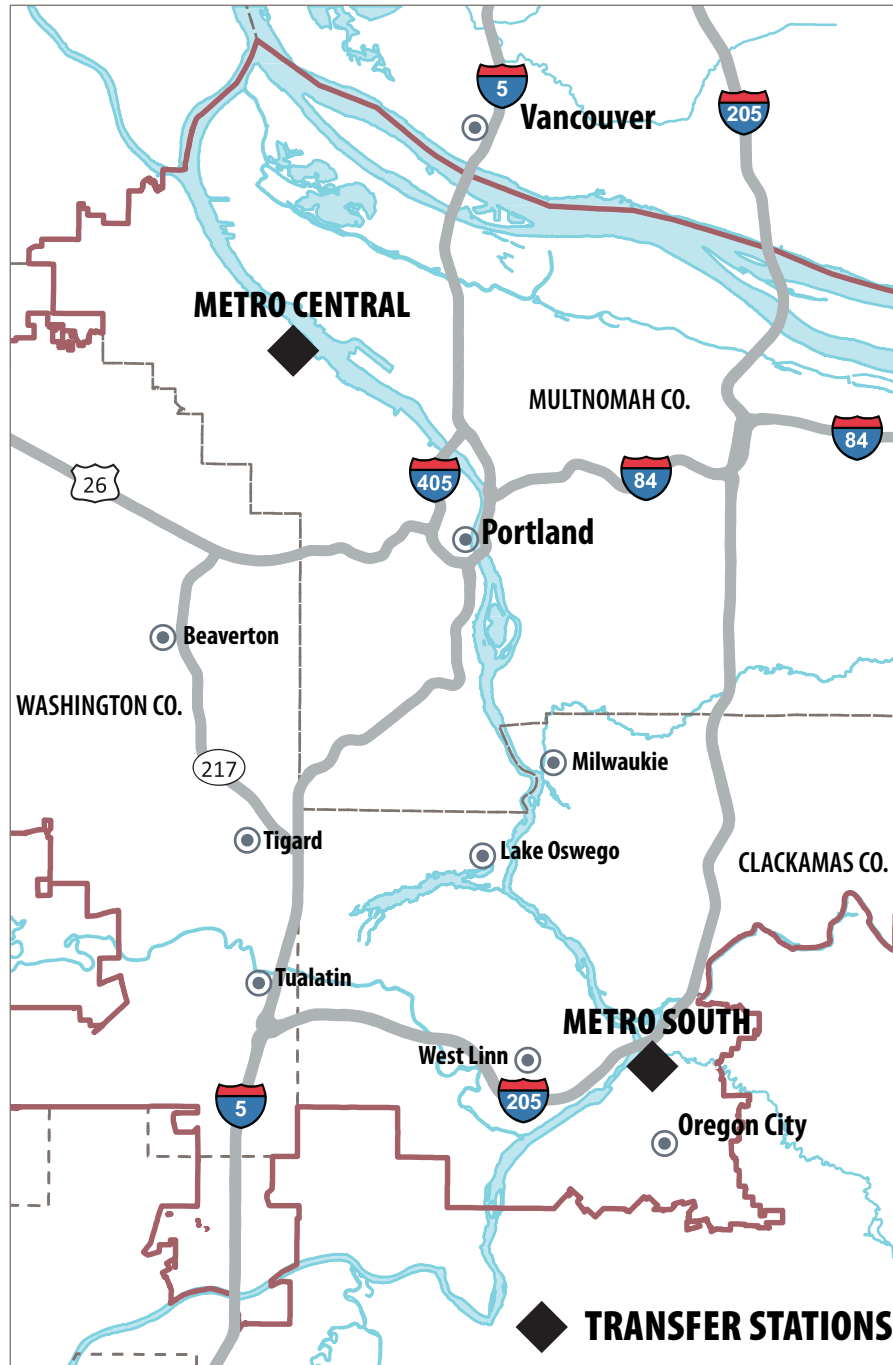 5
205
Vancouver
METRO CENTRAL
MULTNOMAH CO.
84
26
405
84
Portland
Beaverton
WASHINGTON CO.
217
Milwaukie
Tigard
Lake Oswego
CLACKAMAS CO.
Tualatin
METRO SOUTH
West Linn
5
205
Oregon City
TRANSFER STATIONS